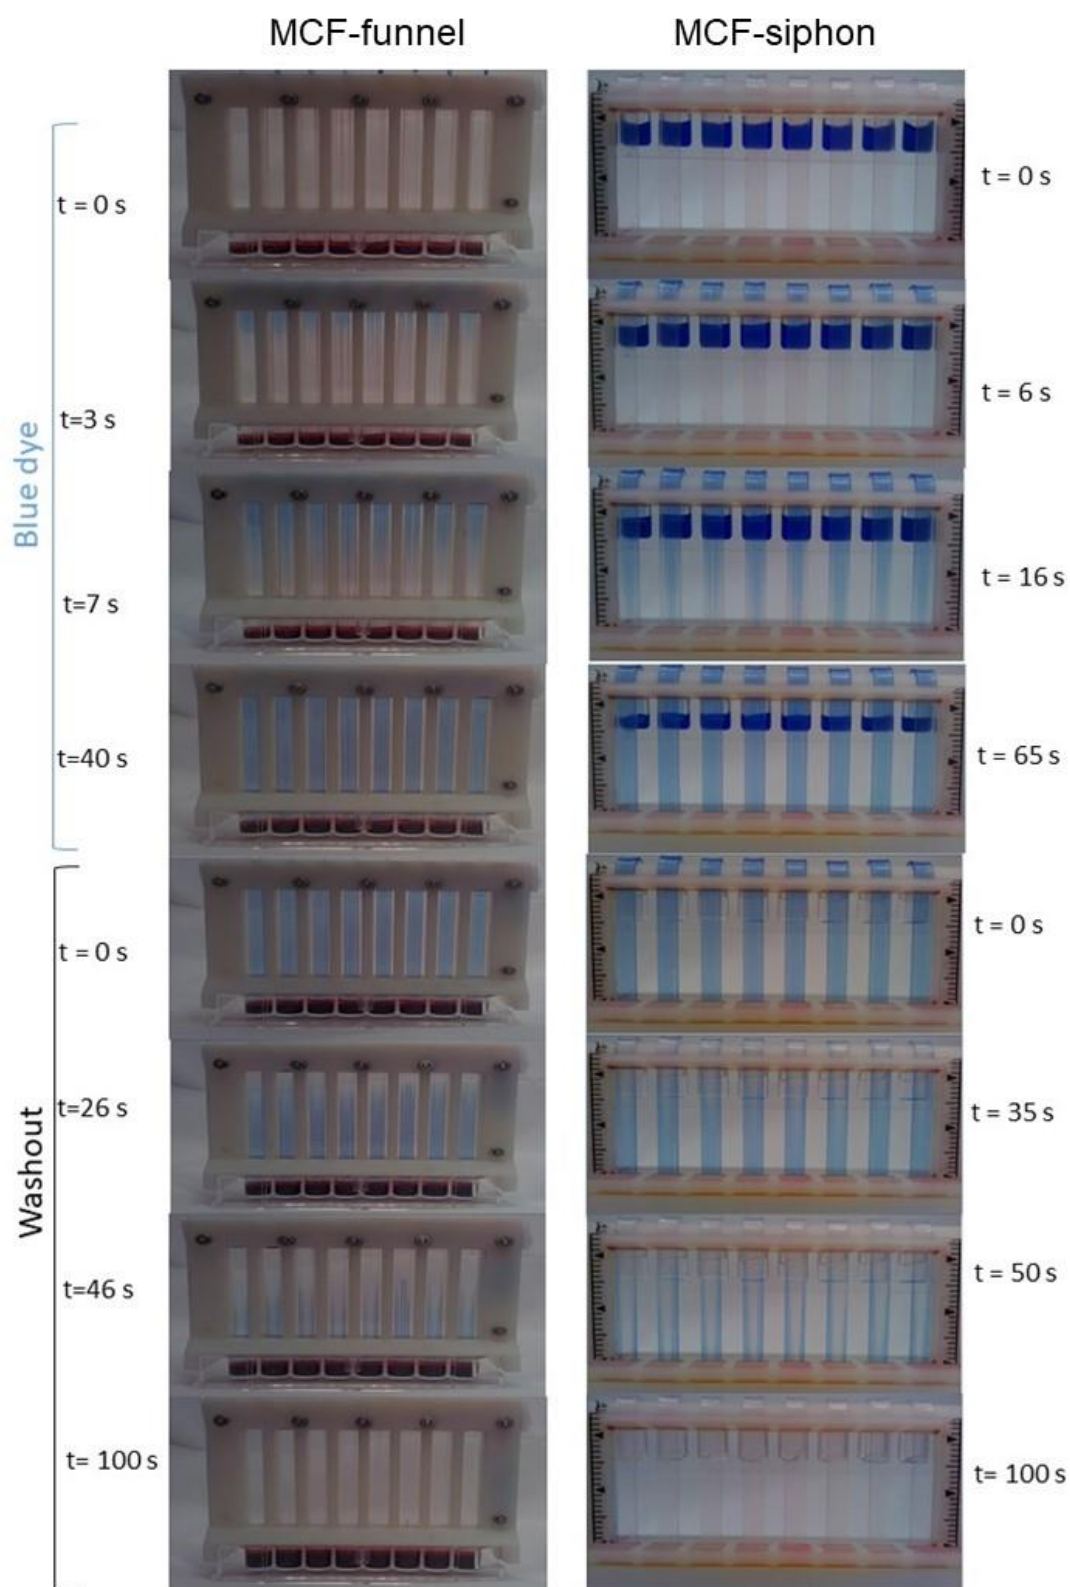 MCF-funnel
MCF-siphon
Blue dye
t = 0 s
t = 0 s
t=3 s
t = 6 s
t=7 s
t = 16 s
t=40 s
t = 65 s
Washout
t = 0 s
t = 0 s
t=26 s
t = 35 s
t=46 s
t = 50 s
t= 100 s
t= 100 s